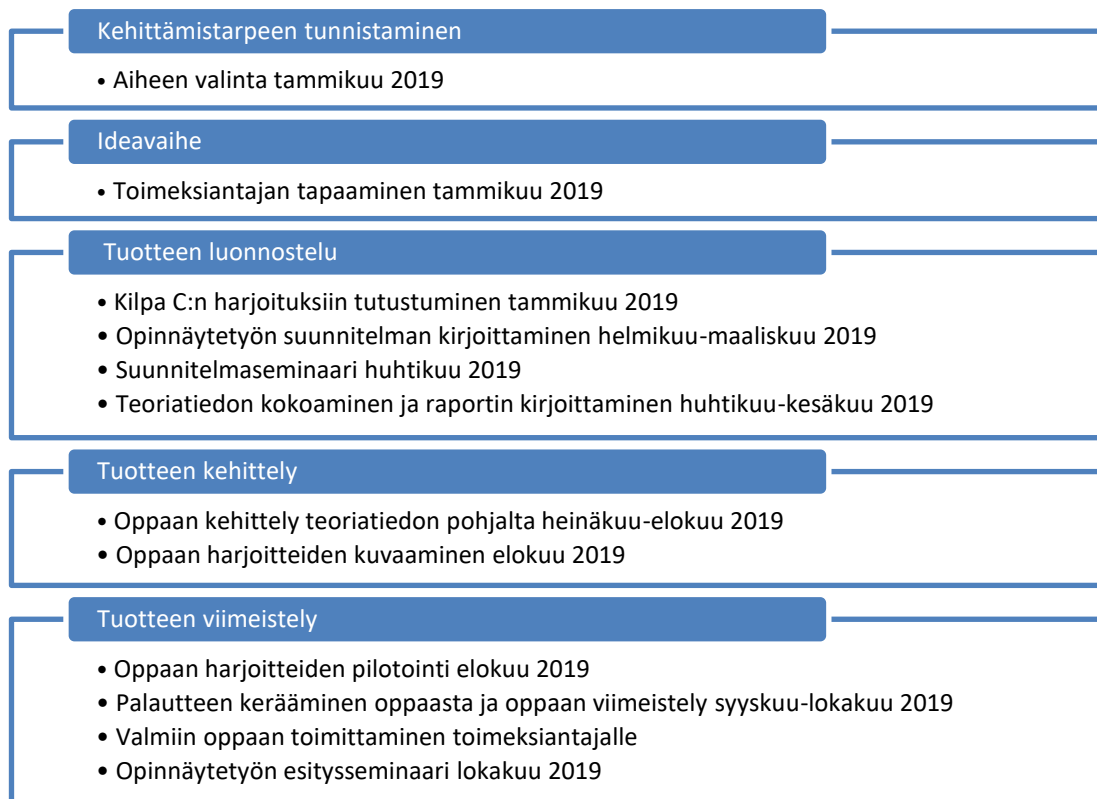 Kehittämistarpeen tunnistaminen
• Aiheen valinta tammikuu 2019
Ideavaihe
• Toimeksiantajan tapaaminen tammikuu 2019
Tuotteen luonnostelu
• Kilpa C:n harjoituksiin tutustuminen tammikuu 2019
• Opinnäytetyön suunnitelman kirjoittaminen helmikuu-maaliskuu 2019
• Suunnitelmaseminaari huhtikuu 2019
• Teoriatiedon kokoaminen ja raportin kirjoittaminen huhtikuu-kesäkuu 2019
Tuotteen kehittely
• Oppaan kehittely teoriatiedon pohjalta heinäkuu-elokuu 2019
• Oppaan harjoitteiden kuvaaminen elokuu 2019
Tuotteen viimeistely
• Oppaan harjoitteiden pilotointi elokuu 2019
• Palautteen kerääminen oppaasta ja oppaan viimeistely syyskuu-lokakuu 2019
• Valmiin oppaan toimittaminen toimeksiantajalle
• Opinnäytetyön esitysseminaari lokakuu 2019